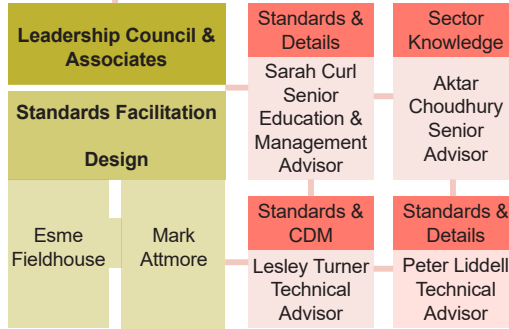 Leadership Council &
Associates
Standards Facilitation
Design
Esme
Fieldhouse
Mark
Attmore
Standards &
Details
Sarah Curl
Senior
Education &
Management
Advisor
Sector
Knowledge
Aktar
Choudhury
Senior
Advisor
Standards &
CDM
Lesley Turner
Technical
Advisor
Standards &
Details
Peter Liddell
Technical
Advisor